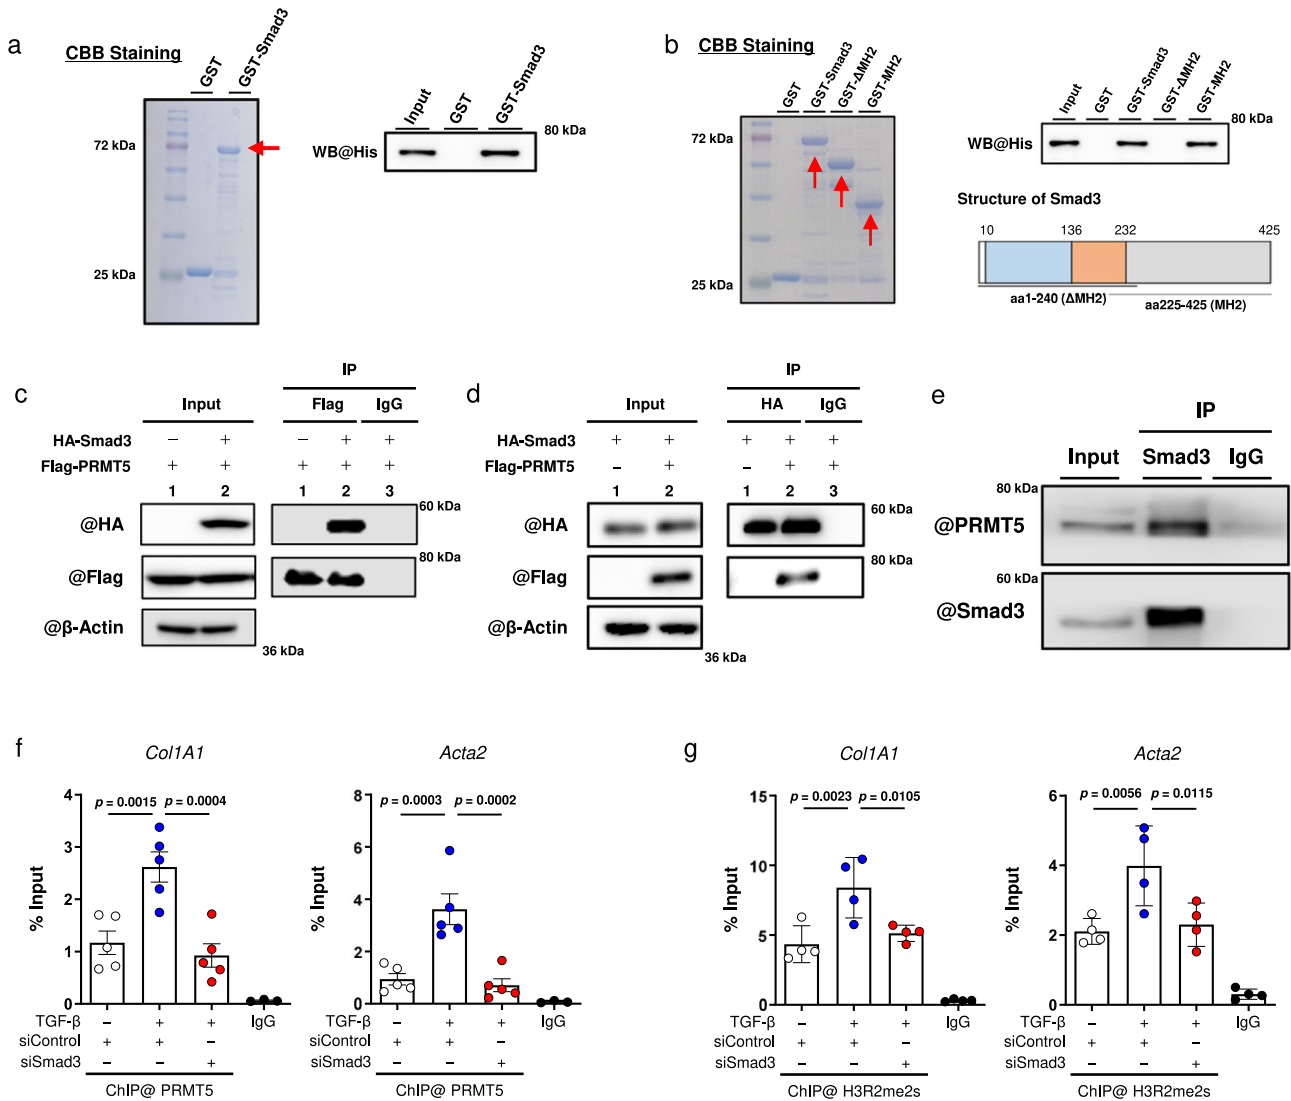 a
CBB Staining
GST
GST-Smad3
72 kDa
25 kDa
Input
GST
GST-Smad3
80 kDa
WB@His
b
CBB Staining
GST
GST-Smad3
GST-ΔMH2
GST-MH2
72 kDa
25 kDa
Input
GST
GST-Smad3
GST-ΔMH2
GST-MH2
80 kDa
WB@His
Structure of Smad3
10 136 232 425
aa1-240 (ΔMH2)
aa225-425 (MH2)
c
IP
Input Flag IgG
HA-Smad3 – + – + +
Flag-PRMT5 + + + + +
1 2 1 2 3
60 kDa
@HA
80 kDa
@Flag
@β-Actin
36 kDa
d
IP
Input HA IgG
HA-Smad3 + + + + +
Flag-PRMT5 – + – + +
1 2 1 2 3
60 kDa
@HA
80 kDa
@Flag
@β-Actin
36 kDa
e
IP
Input Smad3 IgG
80 kDa
@PRMT5
60 kDa
@Smad3
f
Col1A1
p = 0.0015 p = 0.0004
% Input
4
3
2
1
0
TGF-β – + + IgG
siControl + + –
siSmad3 – – +
ChIP@ PRMT5
Acta2
p = 0.0003 p = 0.0002
% Input
8
6
4
2
0
TGF-β – + + IgG
siControl + + –
siSmad3 – – +
ChIP@ PRMT5
g
Col1A1
p = 0.0023 p = 0.0105
% Input
15
10
5
0
TGF-β – + + IgG
siControl + + –
siSmad3 – – +
ChIP@ H3R2me2s
Acta2
p = 0.0056 p = 0.0115
% Input
6
4
2
0
TGF-β – + + IgG
siControl + + –
siSmad3 – – +
ChIP@ H3R2me2s